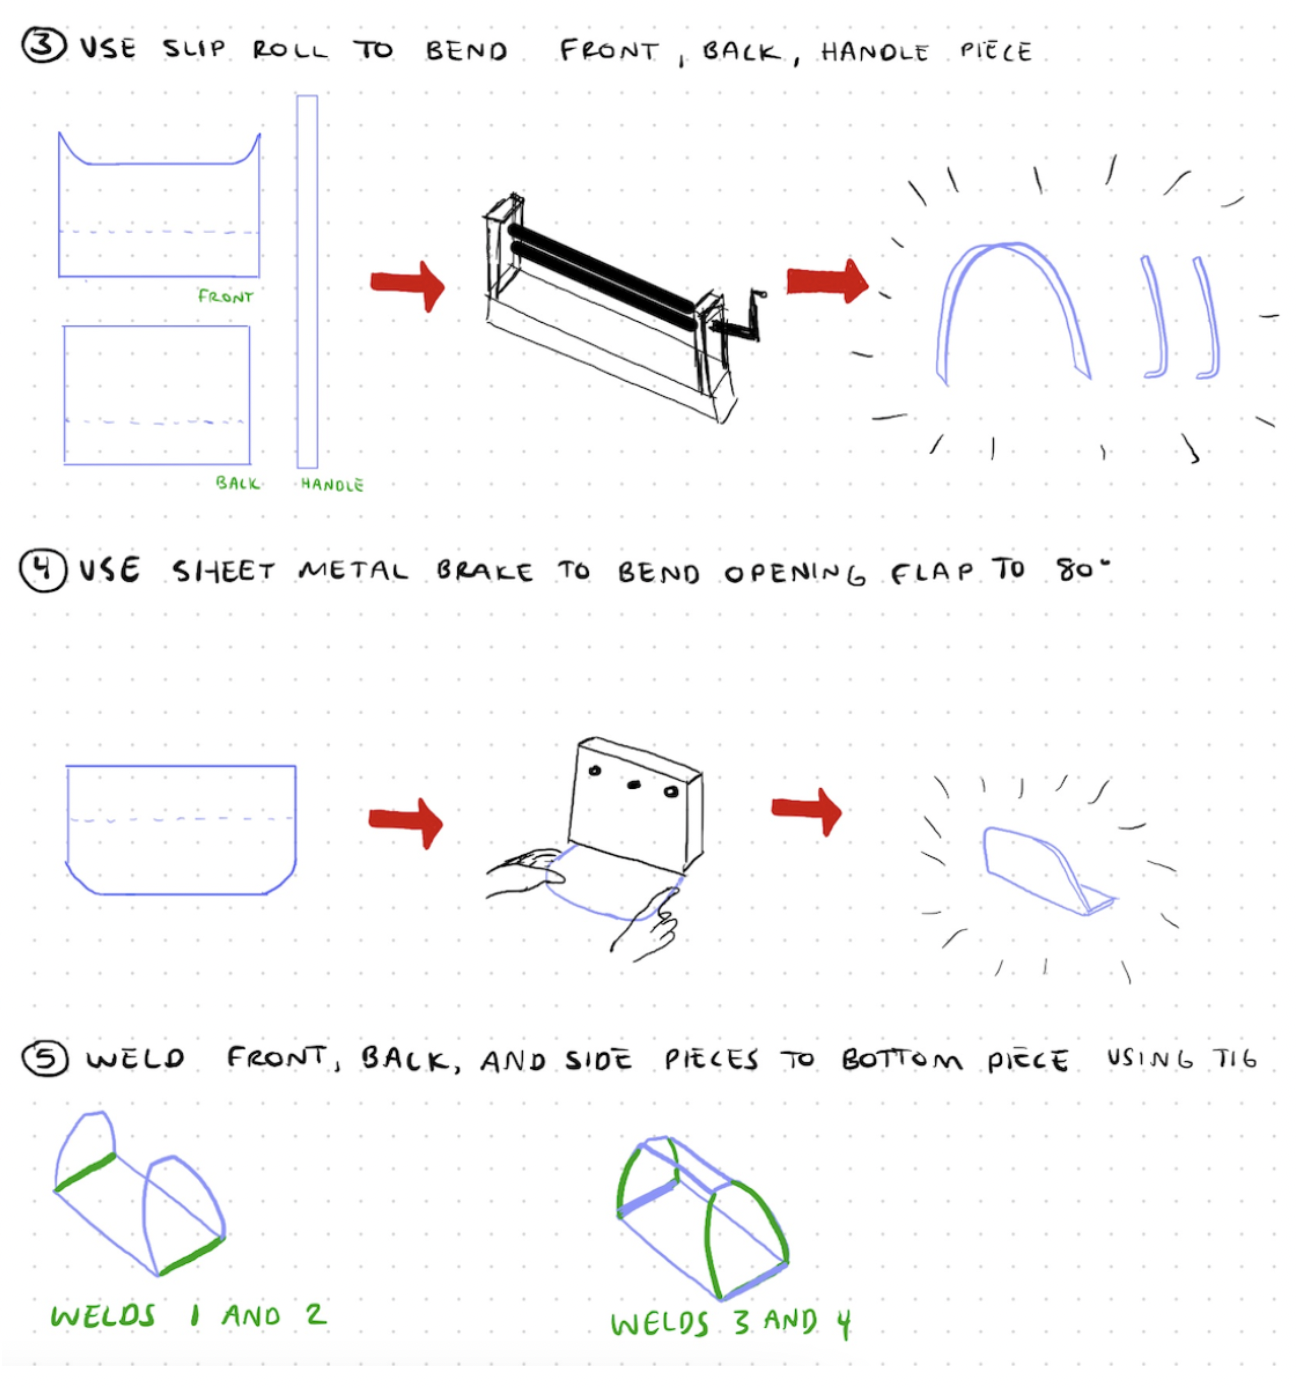 ③ USE SLIP ROLL TO BEND FRONT, BACK, HANDLE PIECE
FRONT
BACK
HANDLE
④ USE SHEET METAL BRAKE TO BEND OPENING FLAP TO 80°
⑤ WELD FRONT, BACK, AND SIDE PIECES TO BOTTOM PIECE USING TIG
WELDS 1 AND 2
WELDS 3 AND 4